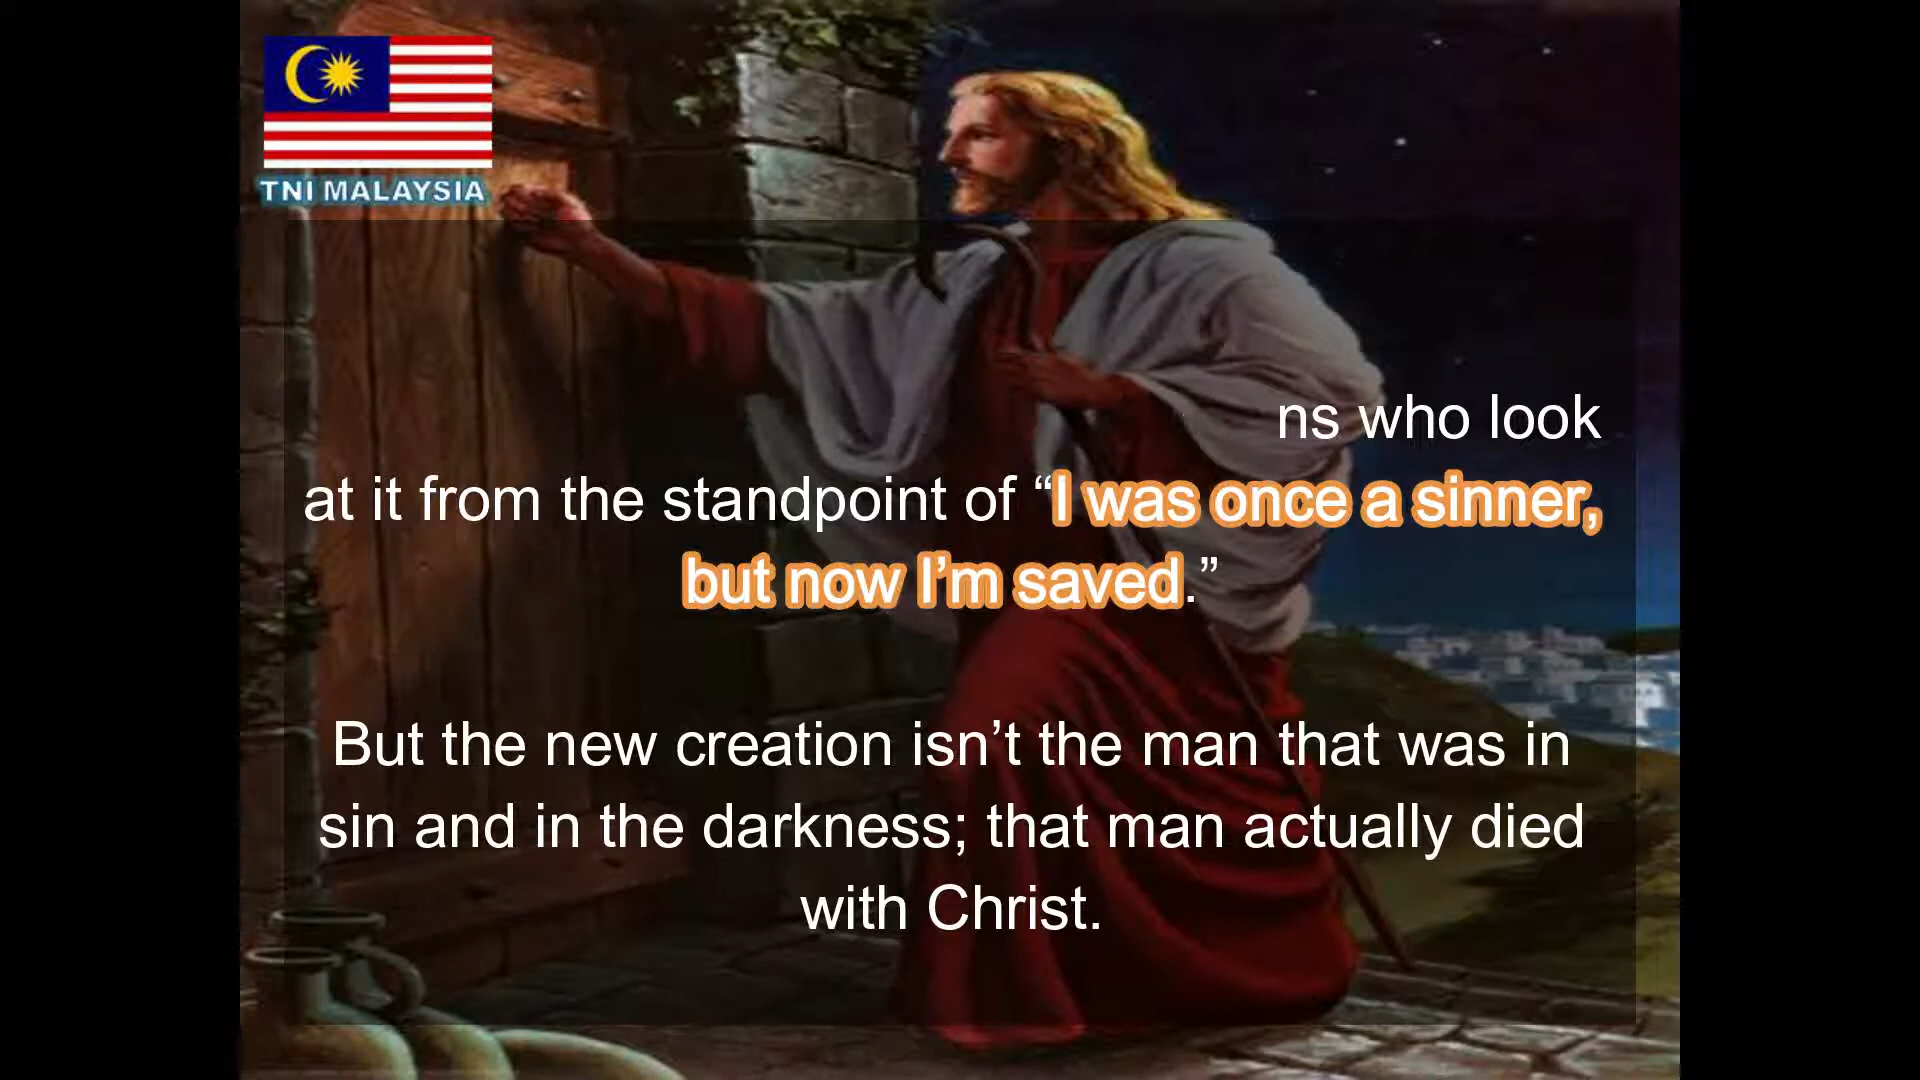 TNI MALAYSIA
ns who look
at it from the standpoint of “I was once a sinner,
but now I’m saved.”
But the new creation isn’t the man that was in
sin and in the darkness; that man actually died
with Christ.